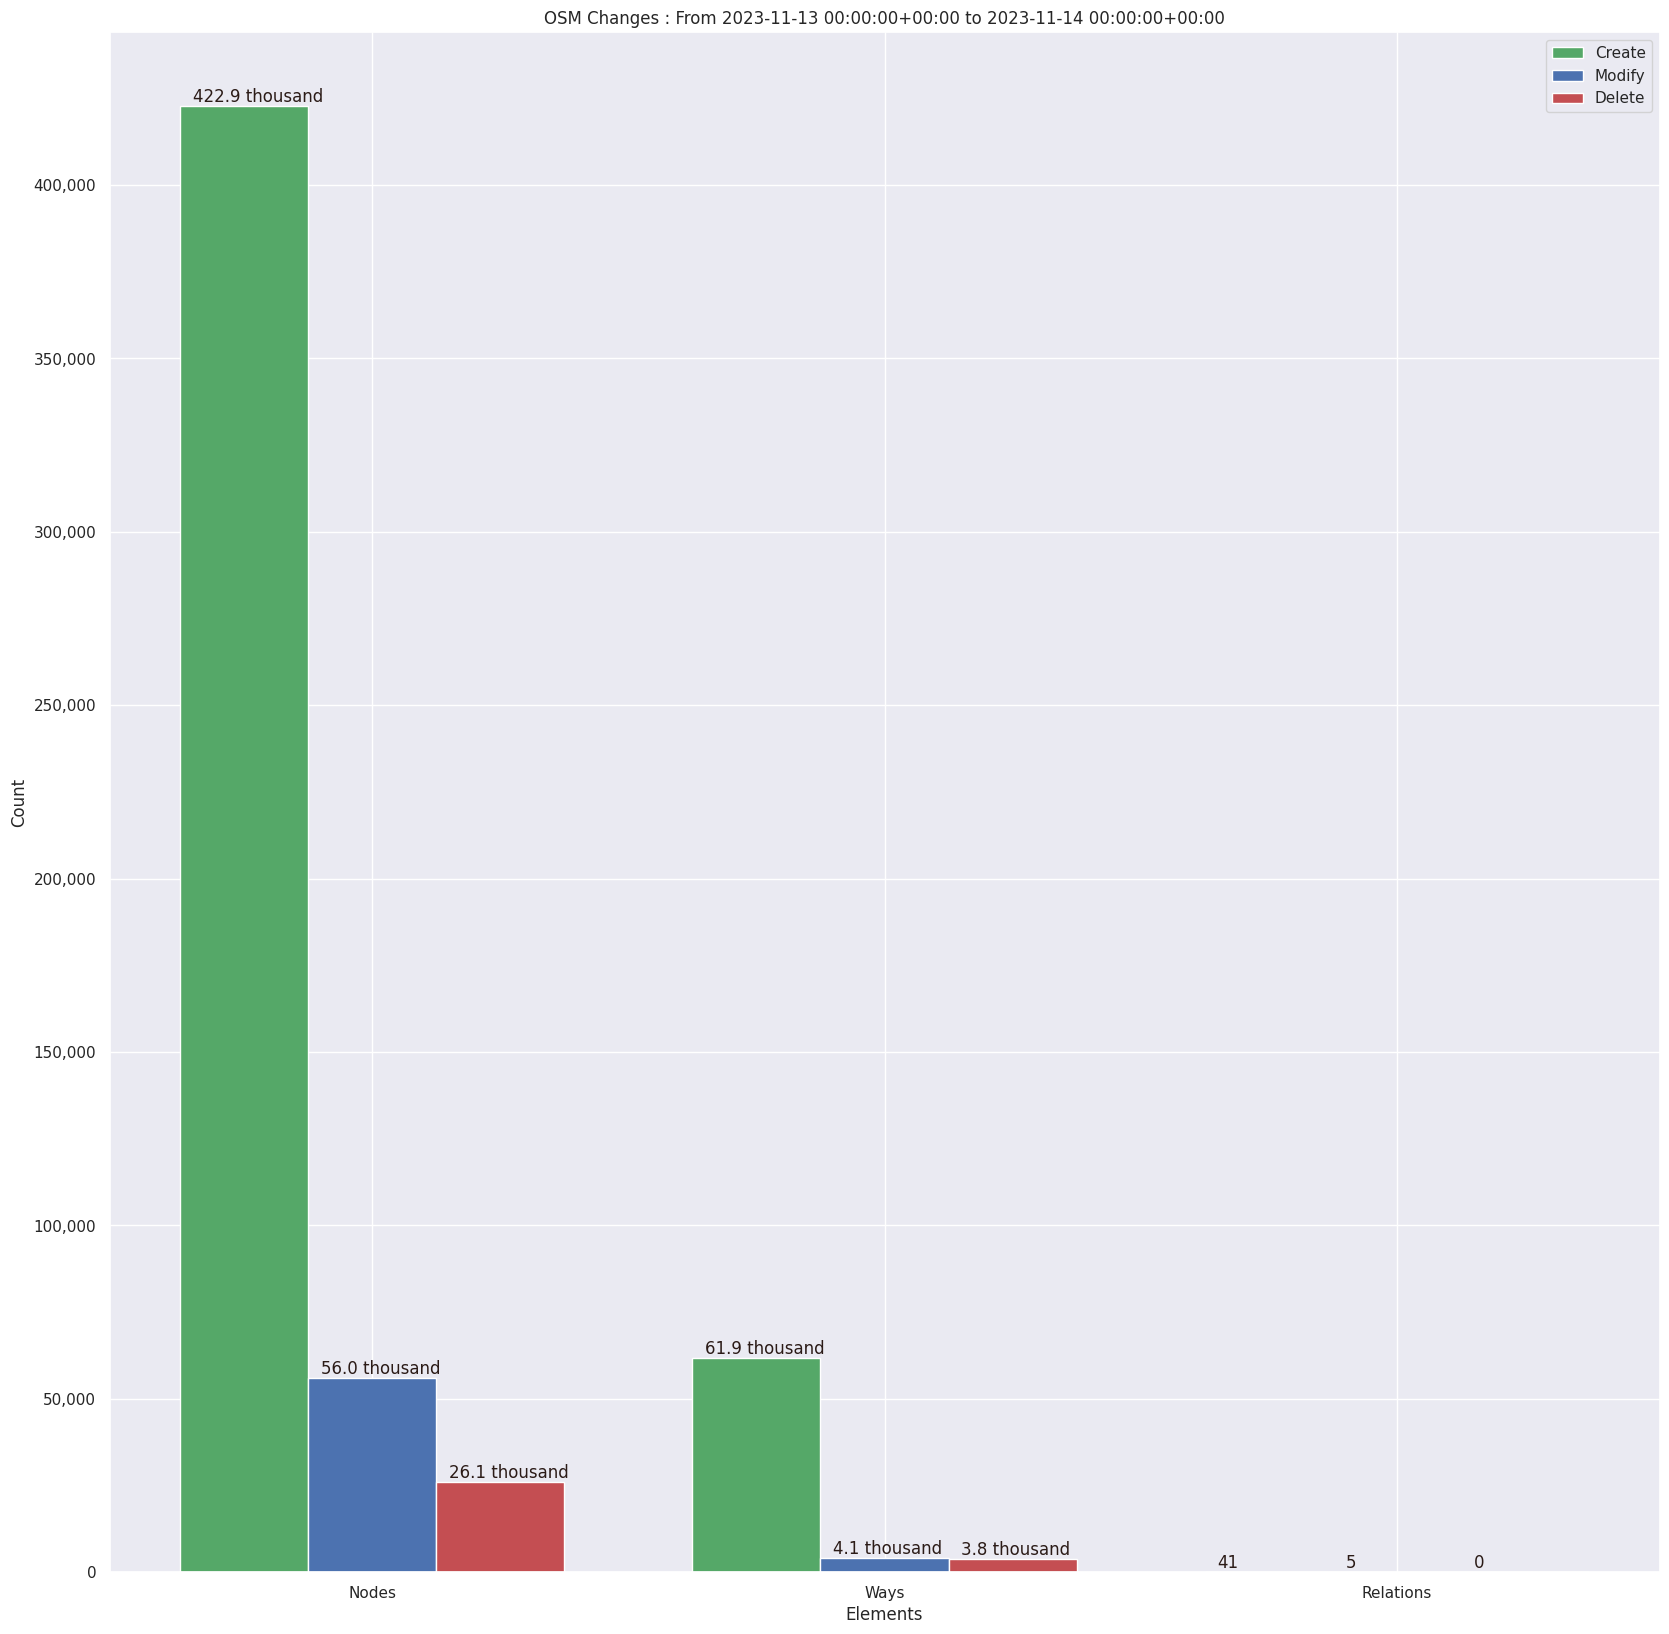 OSM Changes : From 2023-11-13 00:00:00+00:00 to 2023-11-14 00:00:00+00:00
Create
Modify
Delete
422.9 thousand
400,000
350,000
300,000
250,000
200,000
150,000
100,000
50,000
0
Count
56.0 thousand
26.1 thousand
61.9 thousand
4.1 thousand
3.8 thousand
41
5
0
Nodes
Ways
Relations
Elements